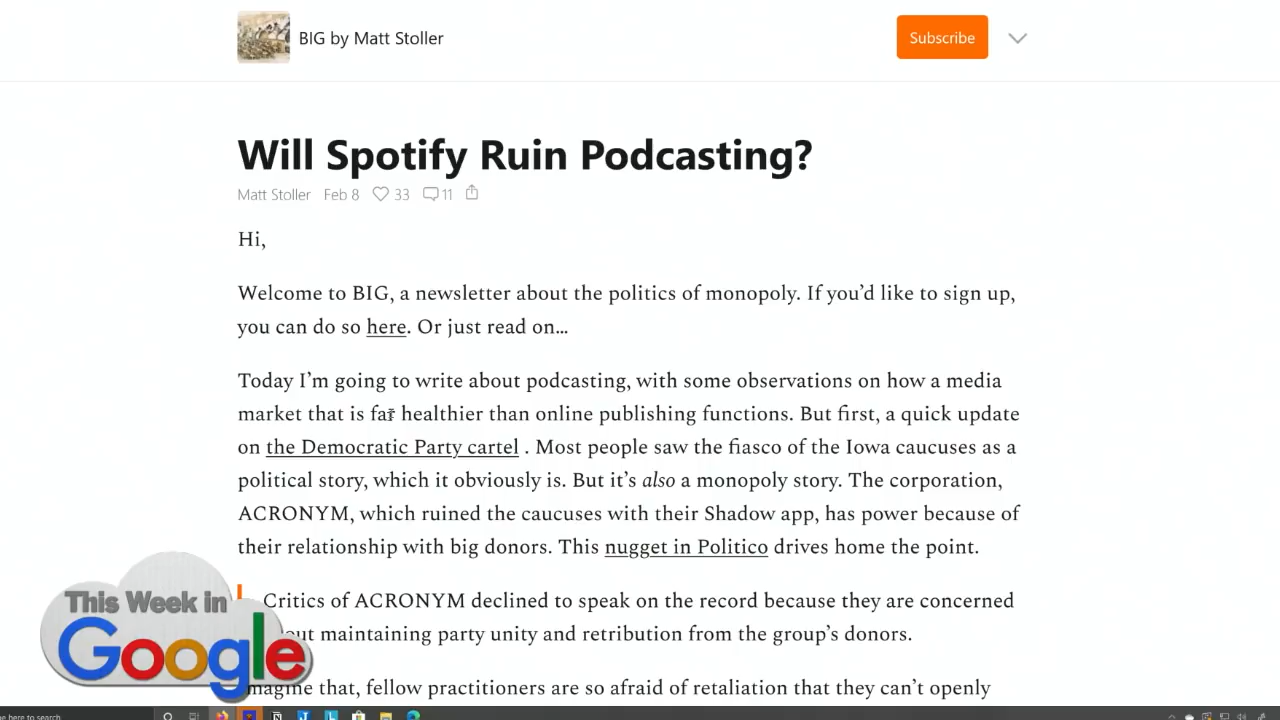 BIG by Matt Stoller
Subscribe
Will Spotify Ruin Podcasting?
Matt Stoller Feb 8 33 11
Hi,
Welcome to BIG, a newsletter about the politics of monopoly. If you’d like to sign up,
you can do so here. Or just read on…
Today I’m going to write about podcasting, with some observations on how a media
market that is far healthier than online publishing functions. But first, a quick update
on the Democratic Party cartel . Most people saw the fiasco of the Iowa caucuses as a
political story, which it obviously is. But it’s also a monopoly story. The corporation,
ACRONYM, which ruined the caucuses with their Shadow app, has power because of
their relationship with big donors. This nugget in Politico drives home the point.
Critics of ACRONYM declined to speak on the record because they are concerned
out maintaining party unity and retribution from the group’s donors.
magine that, fellow practitioners are so afraid of retaliation that they can’t openly
This Week in
Google
here to search